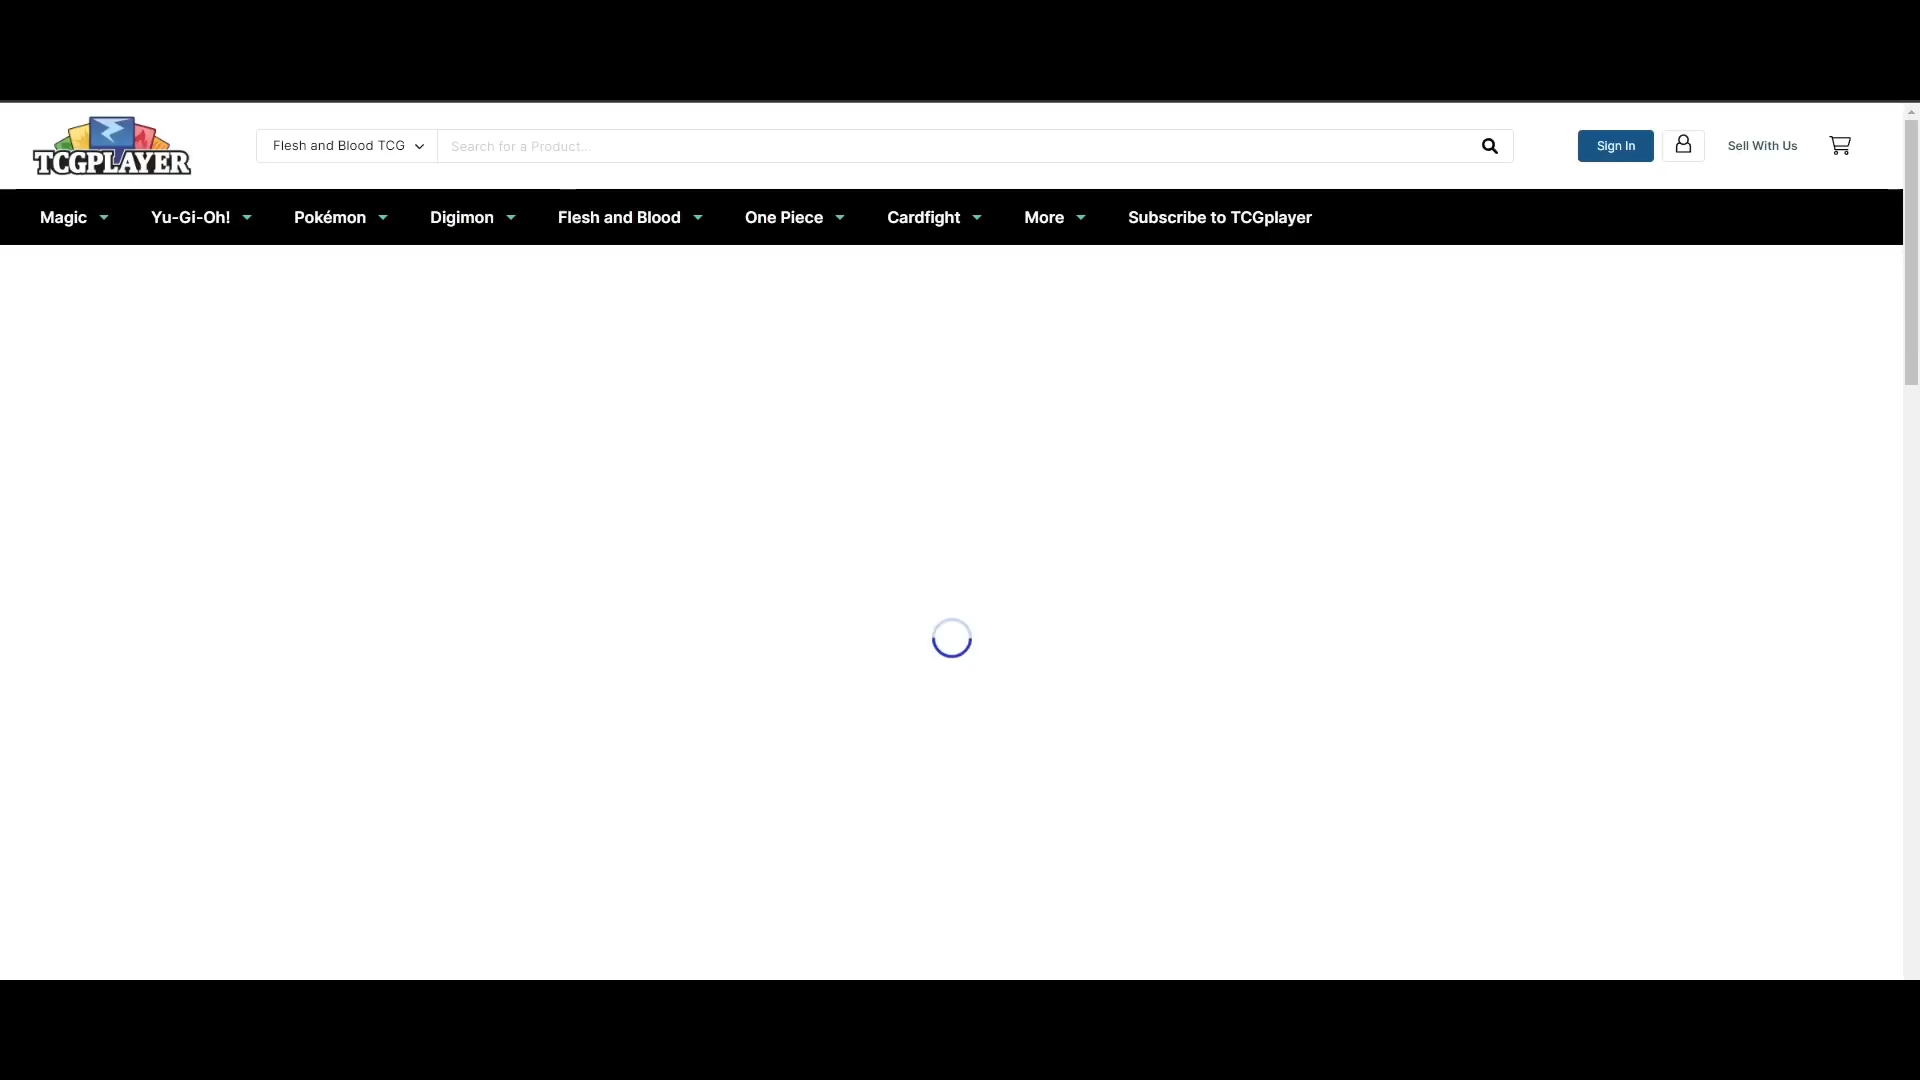 TCGPLAYER
Flesh and Blood TCG
Search for a Product...
Sign In
Sell With Us
Magic
Yu-Gi-Oh!
Pokémon
Digimon
Flesh and Blood
One Piece
Cardfight
More
Subscribe to TCGplayer